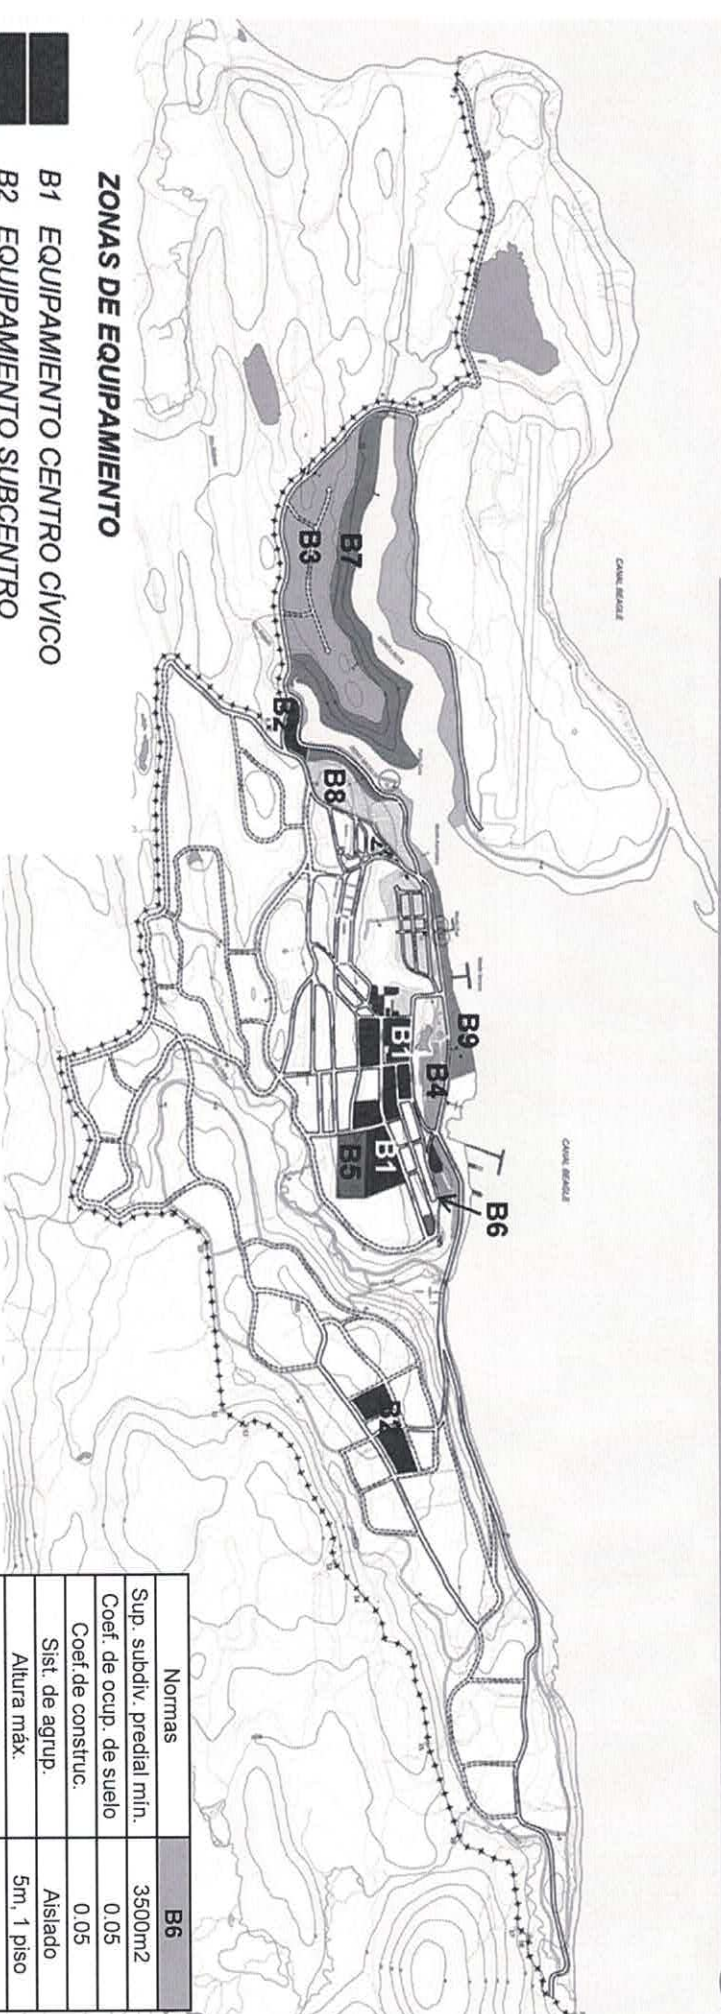 CANAL BEAGLE
CANAL BEAGLE
B7
B3
B2
B8
B9
B1
B4
B1
B5
B6
B2
ZONAS DE EQUIPAMIENTO
B1 EQUIPAMIENTO CENTRO CÍVICO
B2 EQUIPAMIENTO SUBCENTRO
Normas B6
Sup. subdiv. predial min. 3500m2
Coef. de ocup. de suelo 0.05
Coef.de construc. 0.05
Sist. de agrup. Aislado
Altura máx. 5m, 1 piso